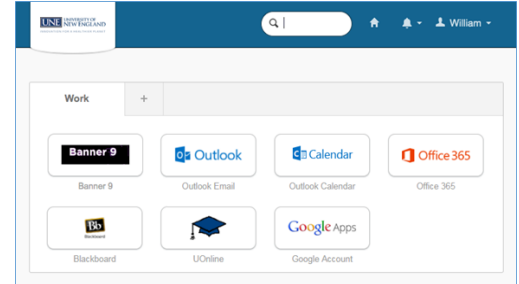 UNE UNIVERSITY OF
NEW ENGLAND
William
Work
+
Banner 9
Outlook
Calendar
Office 365
Banner 9
Outlook Email
Outlook Calendar
Office 365
Bb
Blackboard
Google Apps
Blackboard
UOnline
Google Account